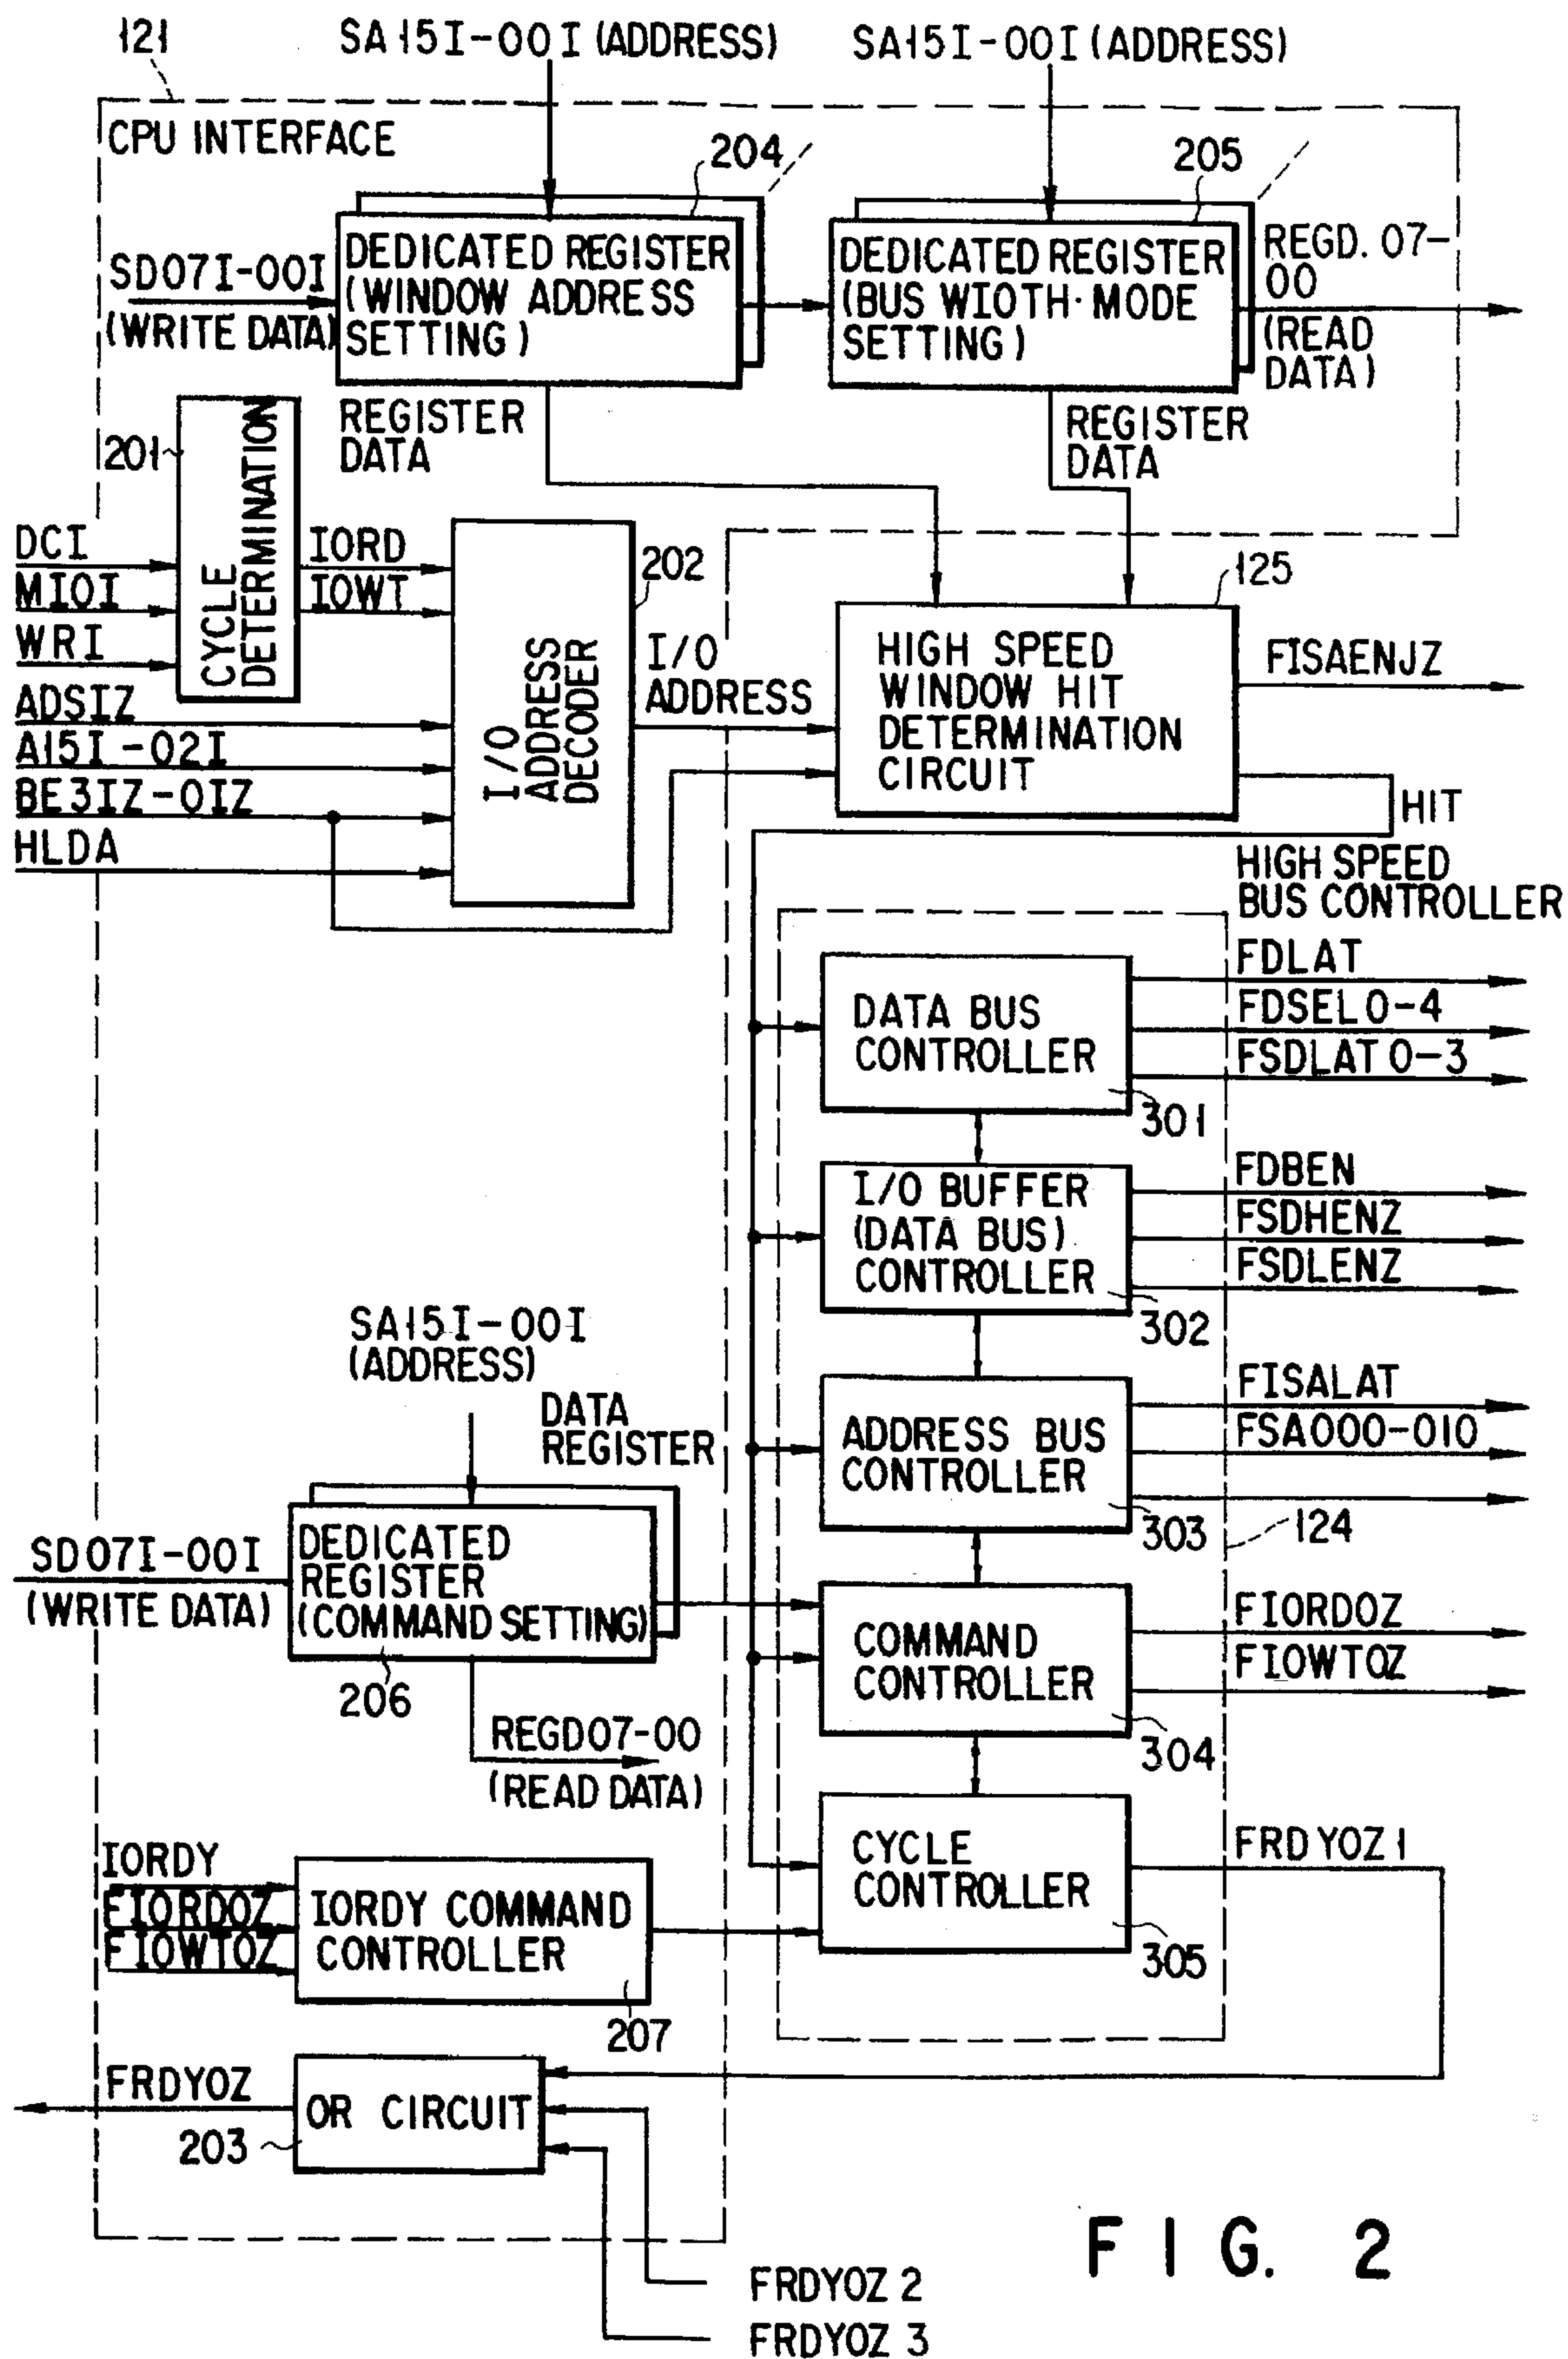 121
SA15I-00I (ADDRESS)
SA15I-00I (ADDRESS)
CPU INTERFACE
204
205
SD07I-00I
(WRITE DATA)
DEDICATED REGISTER
(WINDOW ADDRESS
SETTING)
DEDICATED REGISTER
(BUS WIOTH·MODE
SETTING)
REGD. 07-
00
(READ
DATA)
REGISTER
DATA
REGISTER
DATA
201
CYCLE
DETERMINATION
DCI
MIOI
WRI
ADSIZ
A15I-02I
BE3IZ-0IZ
HLDA
IORD
IOWT
202
I/O
ADDRESS
DECODER
I/O
ADDRESS
125
HIGH SPEED
WINDOW HIT
DETERMINATION
CIRCUIT
FISAENJZ
HIT
HIGH SPEED
BUS CONTROLLER
DATA BUS
CONTROLLER
301
FDLAT
FDSEL0-4
FSDLAT0-3
I/O BUFFER
(DATA BUS)
CONTROLLER
302
FDBEN
FSDHENZ
FSDLENZ
SA15I-00I
(ADDRESS)
DATA
REGISTER
ADDRESS BUS
CONTROLLER
303
FISALAT
FSA000-010
124
SD07I-00I
(WRITE DATA)
DEDICATED
REGISTER
(COMMAND SETTING)
206
REGD07-00
(READ DATA)
COMMAND
CONTROLLER
304
FIORDOZ
FIOWTOZ
IORDY
FIORDOZ
FIOWTOZ
IORDY COMMAND
CONTROLLER
207
CYCLE
CONTROLLER
305
FRDYOZ1
FRDYOZ
OR CIRCUIT
203
FRDYOZ 2
FRDYOZ 3
FIG. 2